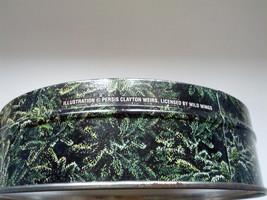 ILLUSTRATION © PERSIS CLAYTON WEIRS, LICENSED BY WILD WINGS